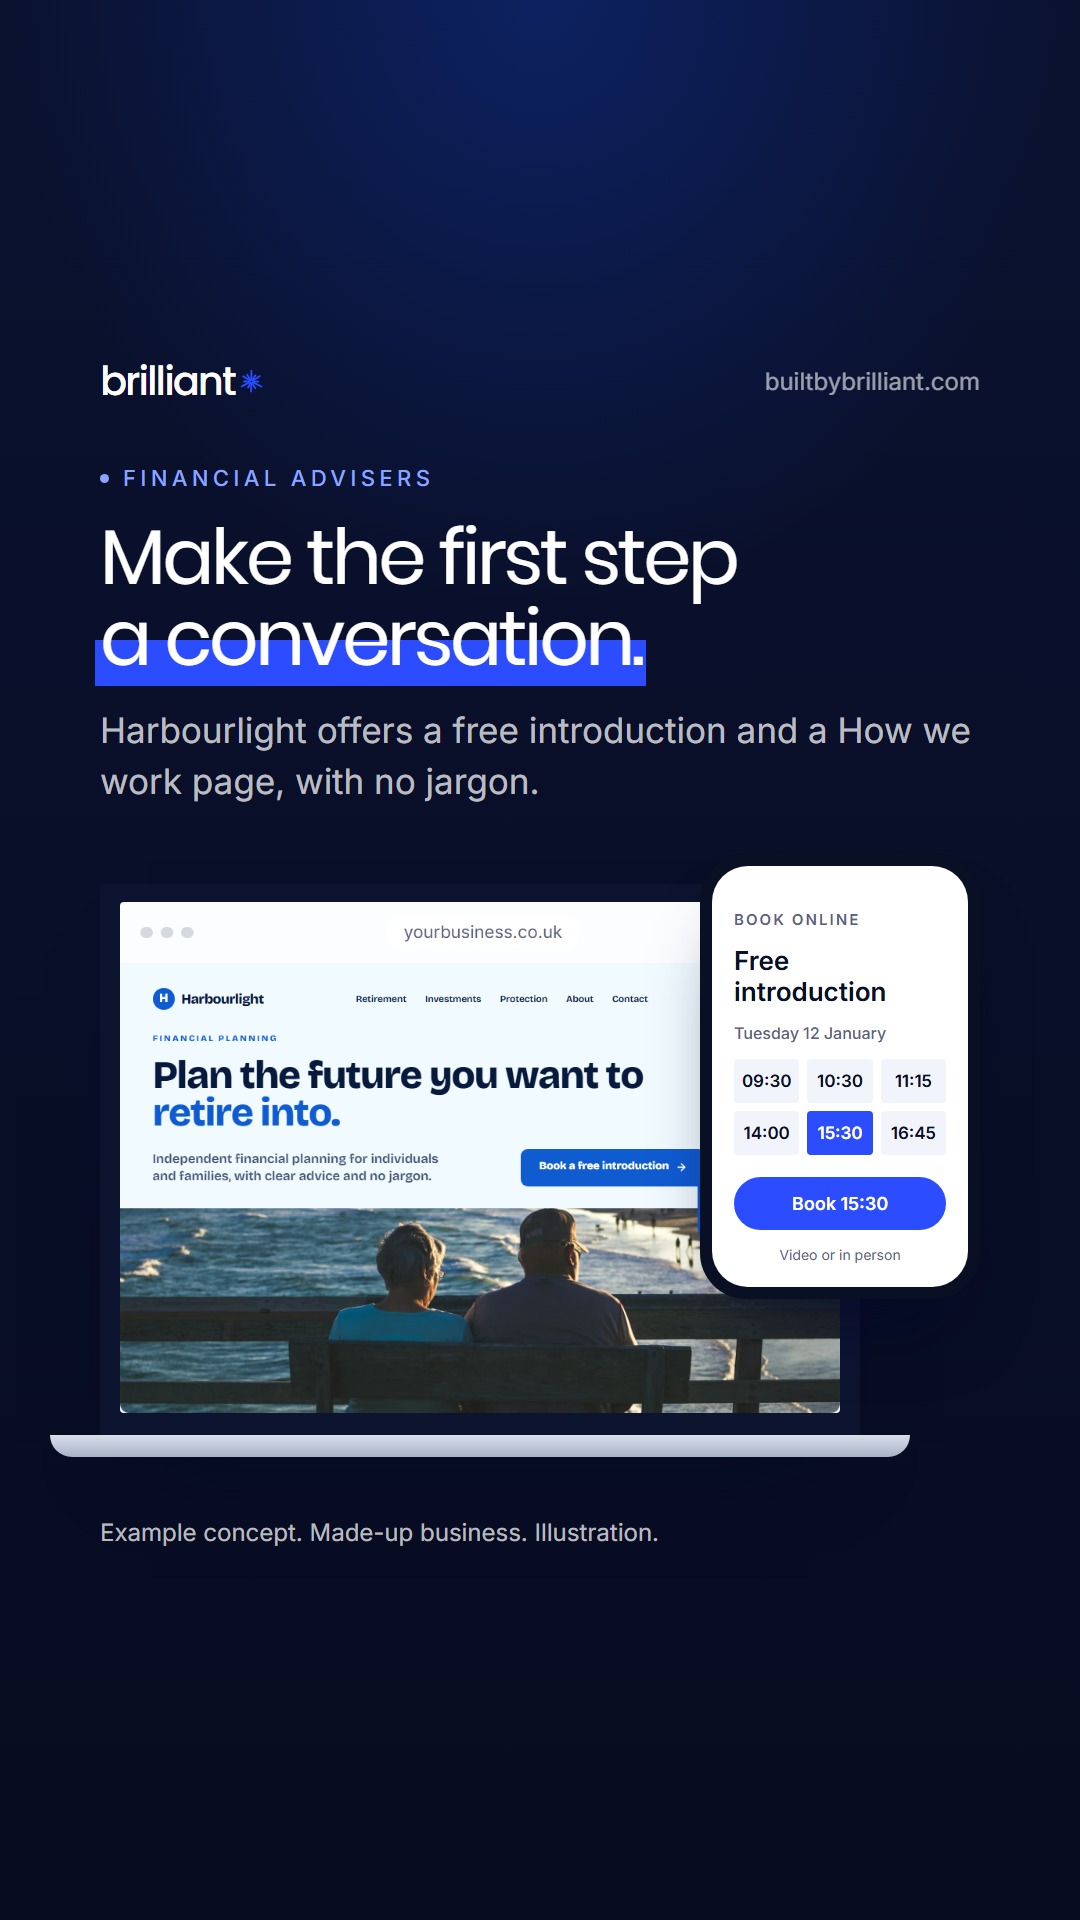 brilliant
builtbybrilliant.com
FINANCIAL ADVISERS
Make the first step
a conversation.
Harbourlight offers a free introduction and a How we
work page, with no jargon.
yourbusiness.co.uk
H Harbourlight
Retirement Investments Protection About Contact
FINANCIAL PLANNING
Plan the future you want to
retire into.
Independent financial planning for individuals
and families, with clear advice and no jargon.
Book a free introduction →
BOOK ONLINE
Free
introduction
Tuesday 12 January
09:30 10:30 11:15
14:00 15:30 16:45
Book 15:30
Video or in person
Example concept. Made-up business. Illustration.